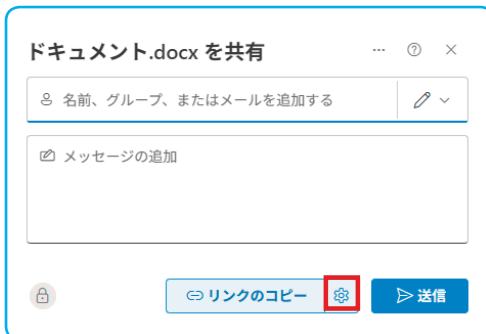 ドキュメント.docx を共有
名前、グループ、またはメールを追加する
メッセージの追加
リンクのコピー
送信